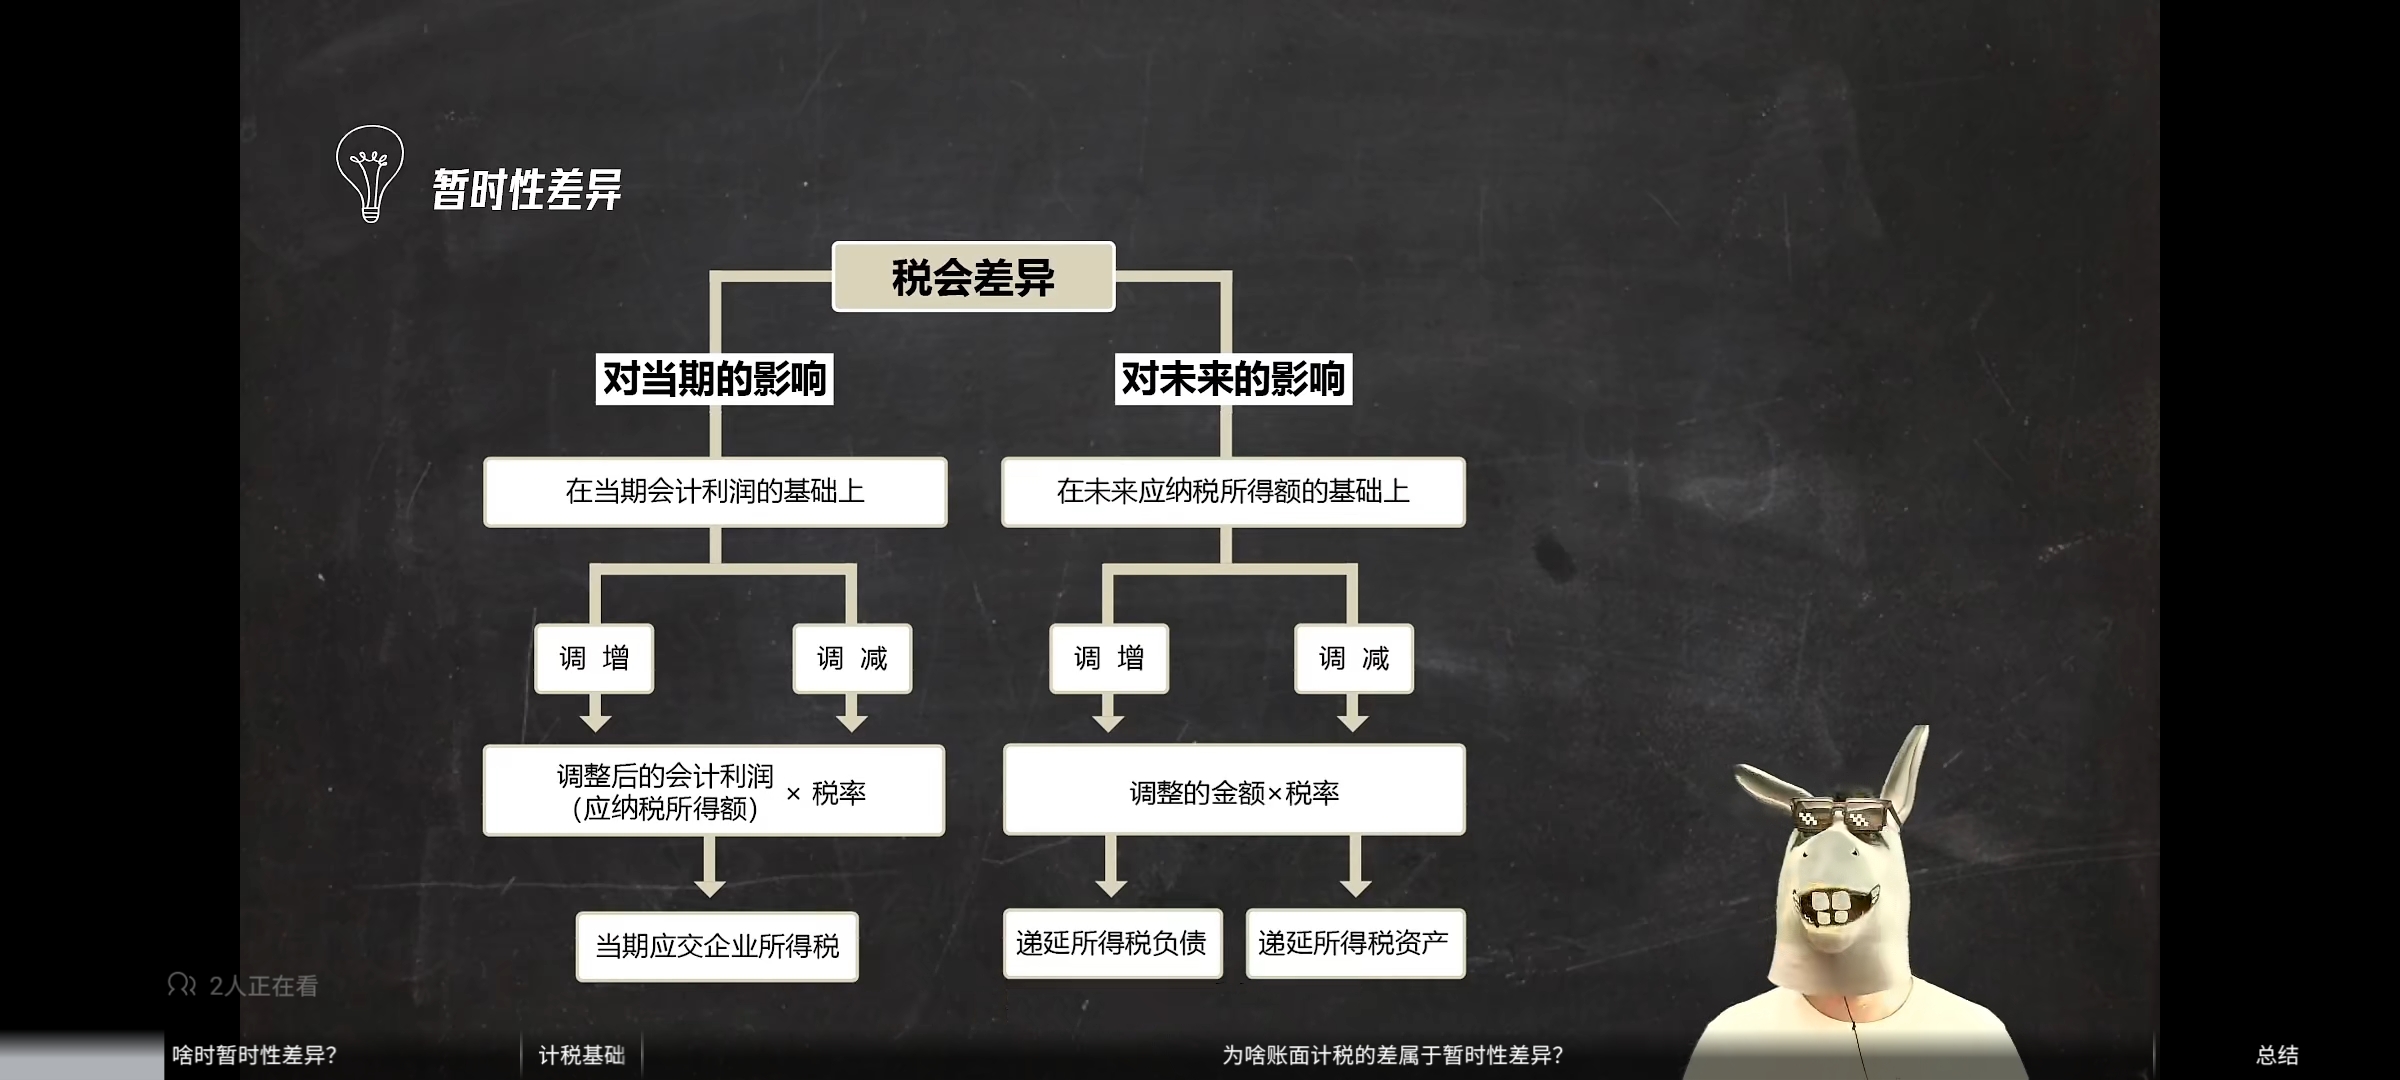 暂时性差异
税会差异
对当期的影响
对未来的影响
在当期会计利润的基础上
在未来应纳税所得额的基础上
调 增
调 减
调 增
调 减
调整后的会计利润
(应纳税所得额)
× 税率
调整的金额×税率
当期应交企业所得税
递延所得税负债
递延所得税资产
2人正在看
啥时暂时性差异?
计税基础
为啥账面计税的差属于暂时性差异?
总结